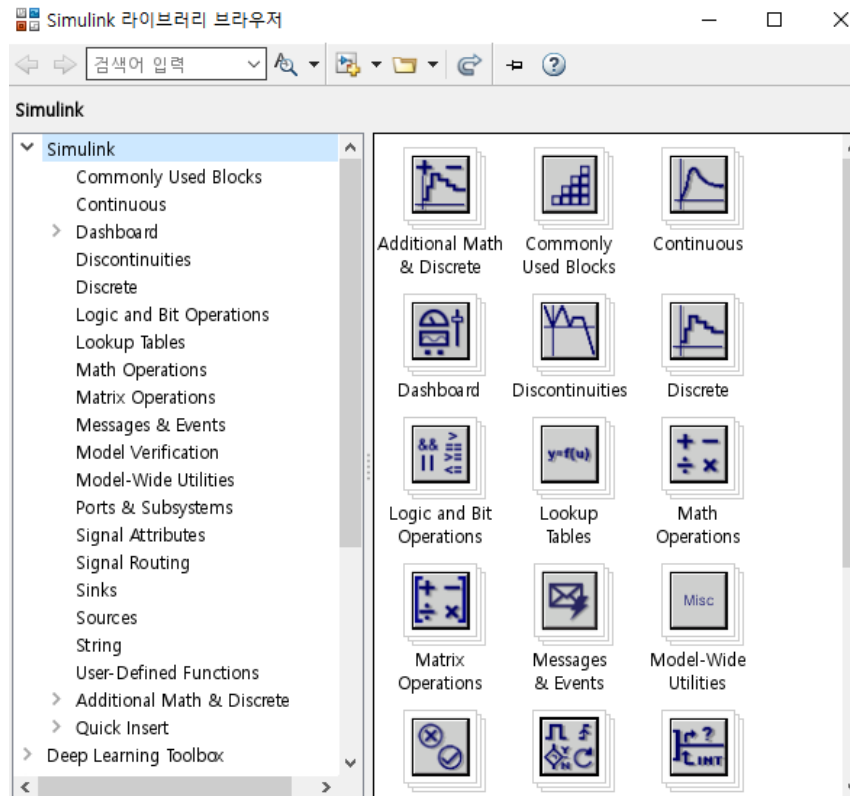 Simulink 라이브러리 브라우저
검색어 입력
Simulink
Simulink
Commonly Used Blocks
Continuous
Dashboard
Discontinuities
Discrete
Logic and Bit Operations
Lookup Tables
Math Operations
Matrix Operations
Messages & Events
Model Verification
Model-Wide Utilities
Ports & Subsystems
Signal Attributes
Signal Routing
Sinks
Sources
String
User-Defined Functions
Additional Math & Discrete
Quick Insert
Deep Learning Toolbox
Additional Math
& Discrete
Commonly
Used Blocks
Continuous
Dashboard
Discontinuities
Discrete
&& >
|| >=
==
<=
y=f(u)
+ −
÷ ×
Logic and Bit
Operations
Lookup
Tables
Math
Operations
+ −
÷ ×
Misc
Matrix
Operations
Messages
& Events
Model-Wide
Utilities
Y
N
?
INT